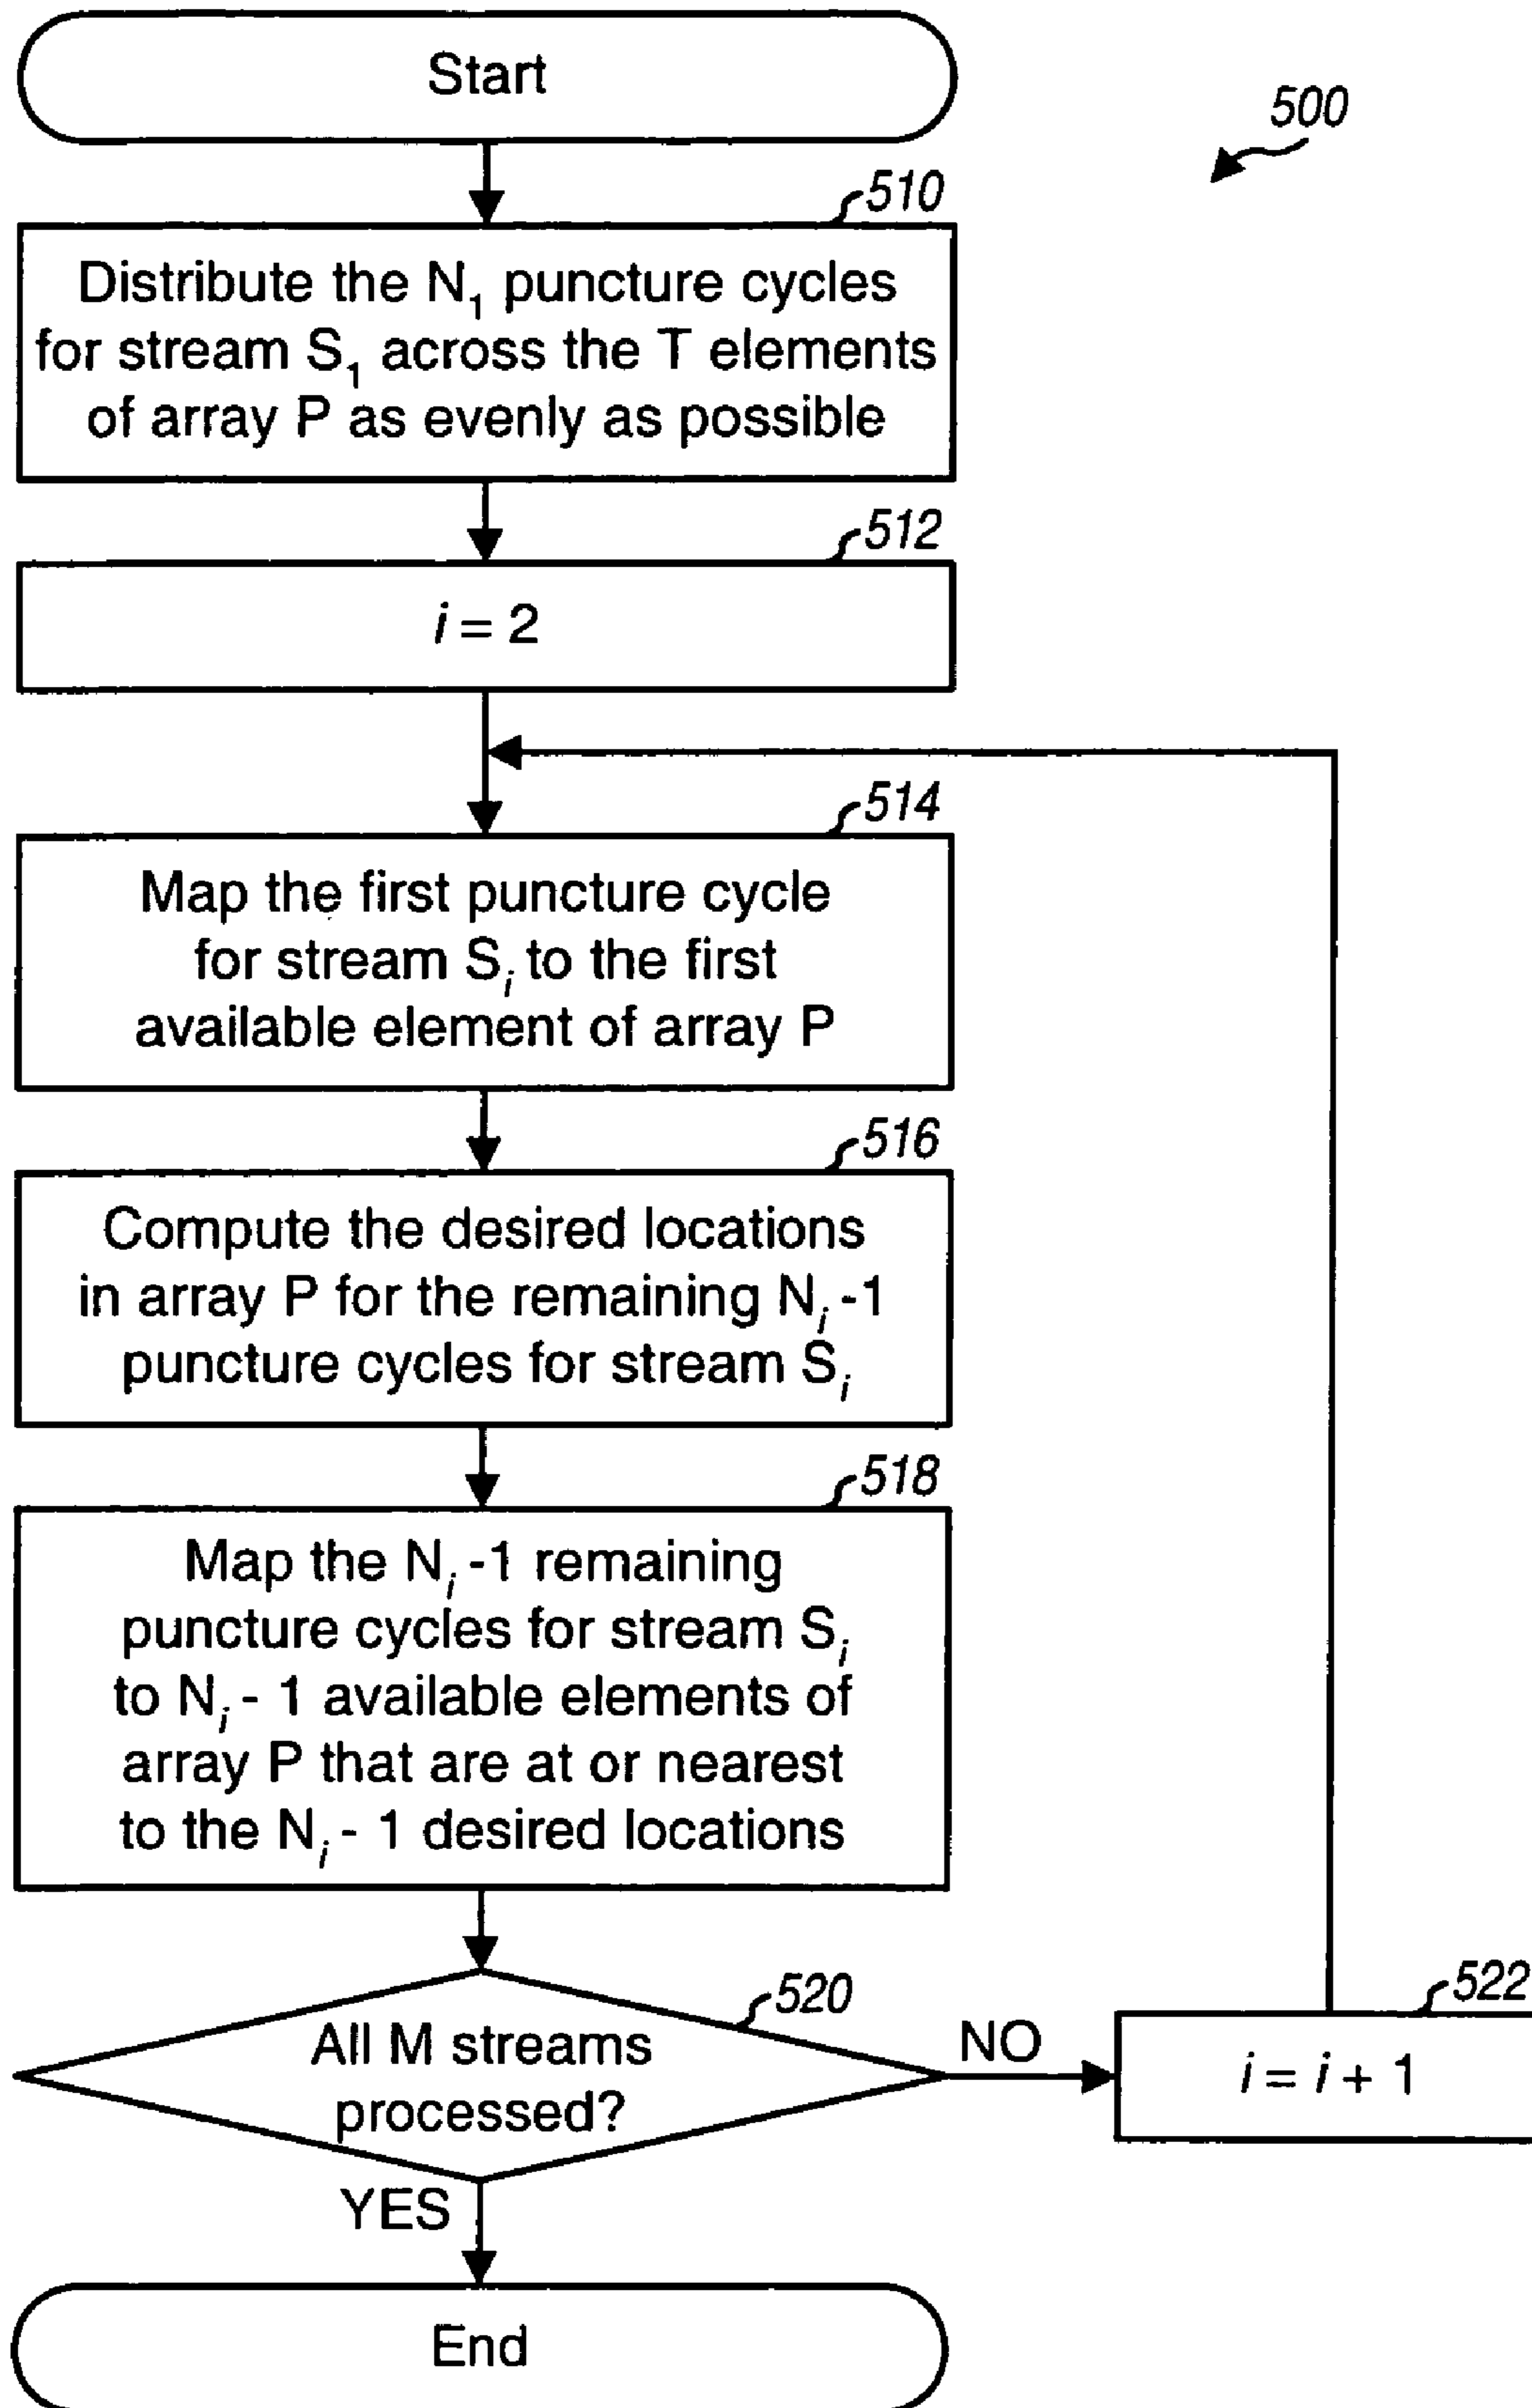 Start
500
510
Distribute the N₁ puncture cycles
for stream S₁ across the T elements
of array P as evenly as possible
512
i = 2
514
Map the first puncture cycle
for stream Sᵢ to the first
available element of array P
516
Compute the desired locations
in array P for the remaining Nᵢ -1
puncture cycles for stream Sᵢ
518
Map the Nᵢ -1 remaining
puncture cycles for stream Sᵢ
to Nᵢ - 1 available elements of
array P that are at or nearest
to the Nᵢ - 1 desired locations
520
All M streams
processed?
NO
522
i = i + 1
YES
End